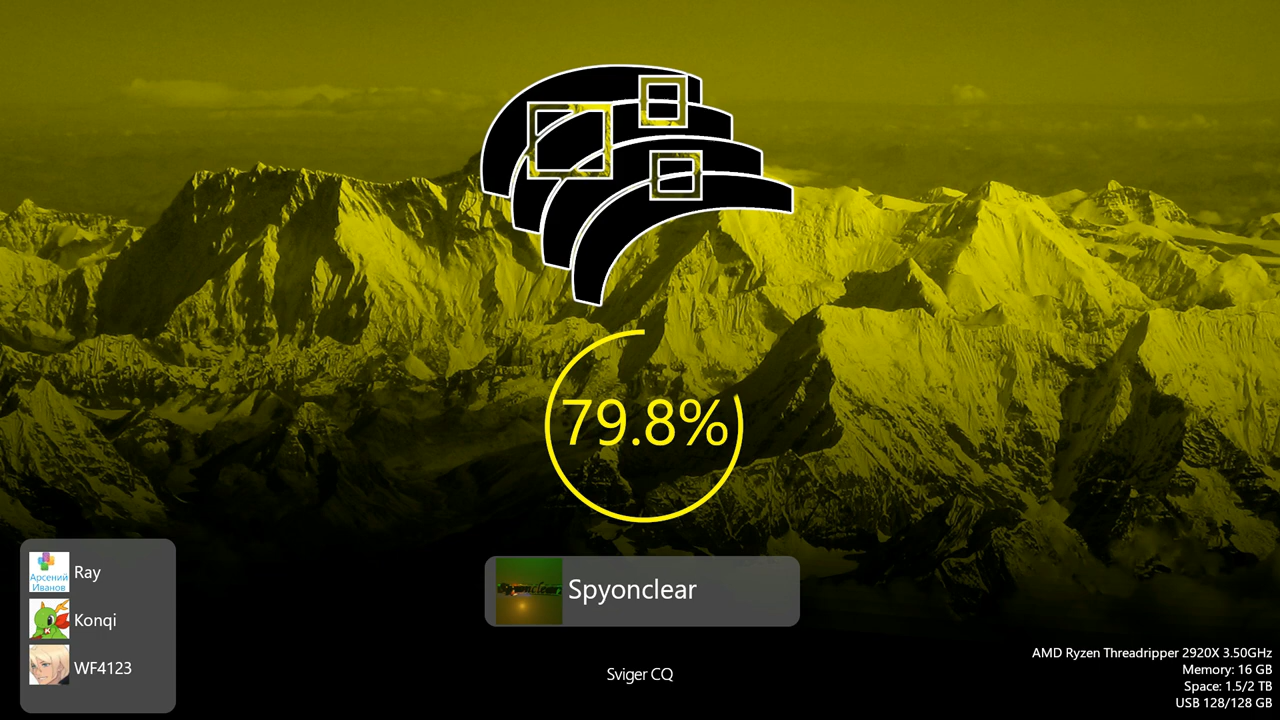 79.8%
Арсений
Иванов
Ray
Konqi
WF4123
Spyonclear
Spyonclear
Sviger CQ
AMD Ryzen Threadripper 2920X 3.50GHz
Memory: 16 GB
Space: 1.5/2 TB
USB 128/128 GB